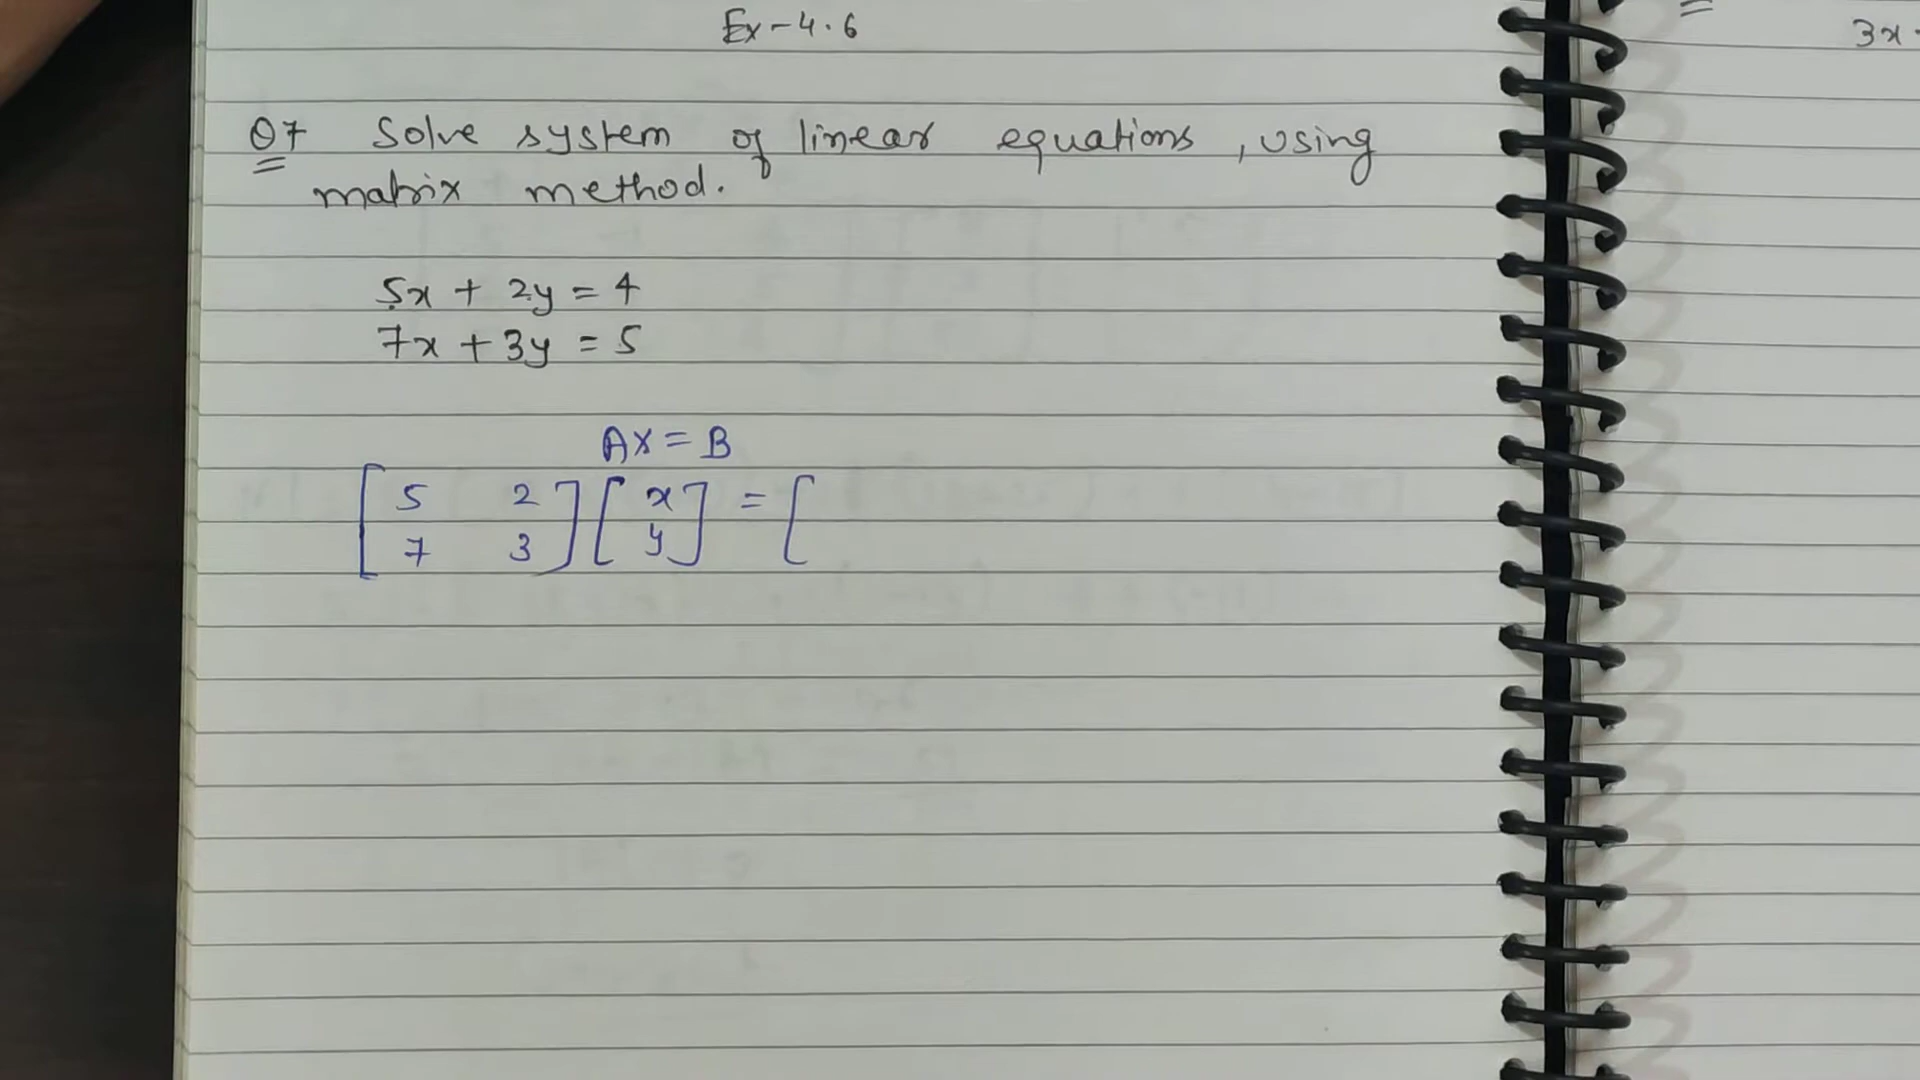 Ex-4.6
Q7 Solve system of linear equations, using
matrix method.
5x + 2y = 4
7x + 3y = 5
AX = B
[ 5 2 ] [ x ] = [
[ 7 3 ] [ y ]
3x